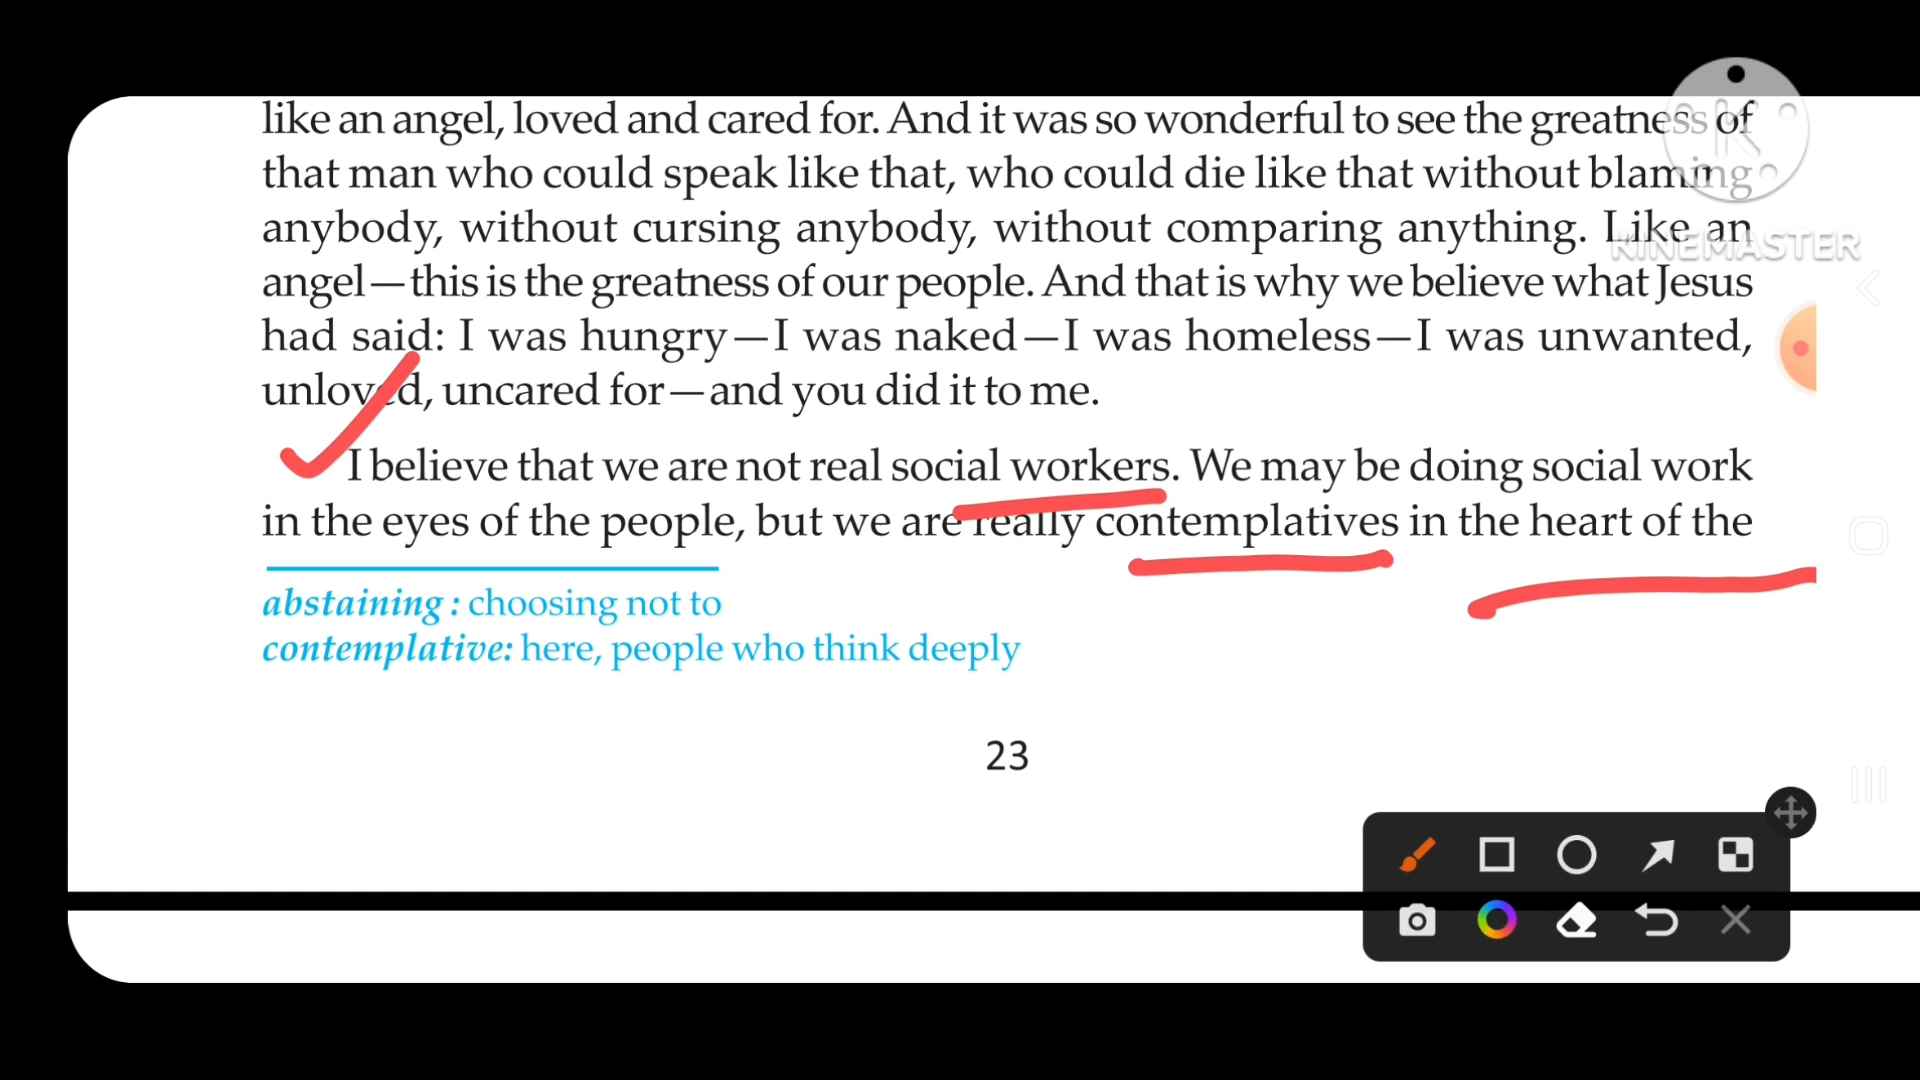 like an angel, loved and cared for. And it was so wonderful to see the greatness of
that man who could speak like that, who could die like that without blaming
anybody, without cursing anybody, without comparing anything. Like an
KINEMASTER
angel—this is the greatness of our people. And that is why we believe what Jesus
had said: I was hungry—I was naked—I was homeless—I was unwanted,
unloved, uncared for—and you did it to me.
I believe that we are not real social workers. We may be doing social work
in the eyes of the people, but we are really contemplatives in the heart of the
abstaining : choosing not to
contemplative: here, people who think deeply
23